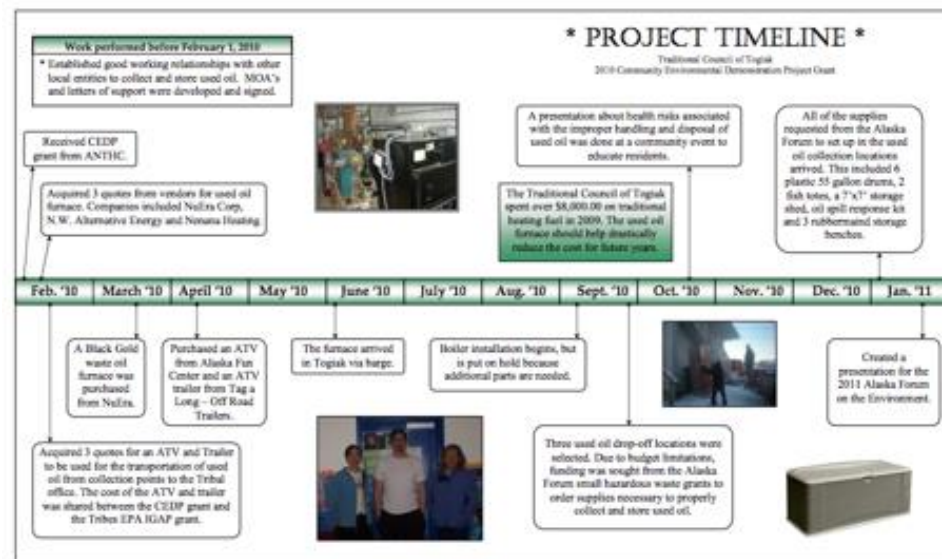 * PROJECT TIMELINE *
Traditional Council of Togiak
2010 Community Environmental Demonstration Project Grant
Work performed before February 1, 2010
* Established good working relationships with other
local entities to collect and store used oil. MOA's
and letters of support were developed and signed.
Received CEDP
grant from ANTHC.
Acquired 3 quotes from vendors for used oil
furnace. Companies included NuEra Corp,
N.W. Alternative Energy and Nenana Heating
A presentation about health risks associated
with the improper handling and disposal of
used oil was done at a community event to
educate residents.
The Traditional Council of Togiak
spent over $8,000.00 on traditional
heating fuel in 2009. The used oil
furnace should help drastically
reduce the cost for future years.
All of the supplies
requested from the Alaska
Forum to set up in the used
oil collection locations
arrived. This included 6
plastic 55 gallon drums, 2
fish totes, a 7'x7' storage
shed, oil spill response kit
and 3 rubbermaid storage
benches.
Feb. '10
March '10
April '10
May '10
June '10
July '10
Aug. '10
Sept. '10
Oct. '10
Nov. '10
Dec. '10
Jan. '11
A Black Gold
waste oil
furnace was
purchased
from NuEra.
Purchased an ATV
from Alaska Fun
Center and an ATV
trailer from Tag a
Long – Off Road
Trailers.
The furnace arrived
in Togiak via barge.
Boiler installation begins, but
is put on hold because
additional parts are needed.
Created a
presentation for the
2011 Alaska Forum
on the Environment.
Acquired 3 quotes for an ATV and Trailer
to be used for the transportation of used
oil from collection points to the Tribal
office. The cost of the ATV and trailer
was shared between the CEDP grant and
the Tribes EPA IGAP grant.
Three used oil drop-off locations were
selected. Due to budget limitations,
funding was sought from the Alaska
Forum small hazardous waste grants to
order supplies necessary to properly
collect and store used oil.